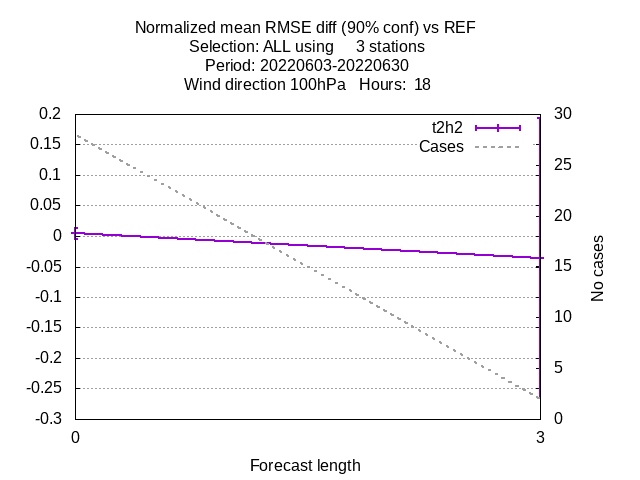 Normalized mean RMSE diff (90% conf) vs REF
Selection: ALL using     3 stations
Period: 20220603-20220630
Wind direction 100hPa   Hours:  18
t2h2
Cases
0.2
0.15
0.1
0.05
0
-0.05
-0.1
-0.15
-0.2
-0.25
-0.3
30
25
20
15
10
5
0
No cases
0
3
Forecast length